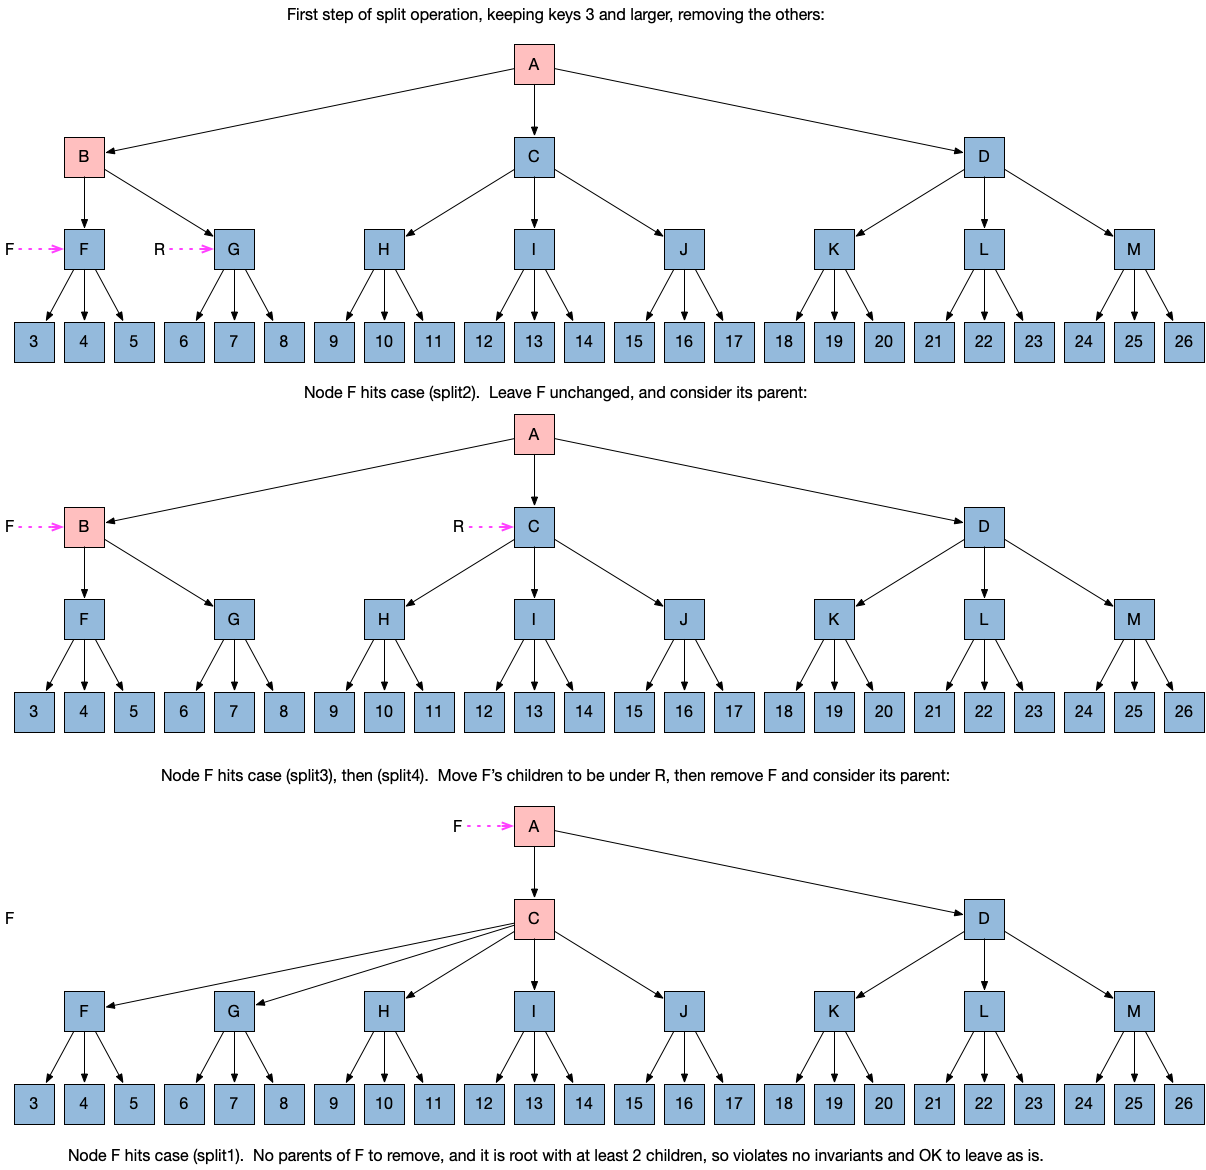 First step of split operation, keeping keys 3 and larger, removing the others:
A
B C D
F F R G H I J K L M
3 4 5 6 7 8 9 10 11 12 13 14 15 16 17 18 19 20 21 22 23 24 25 26
Node F hits case (split2).  Leave F unchanged, and consider its parent:
A
F B R C D
F G H I J K L M
3 4 5 6 7 8 9 10 11 12 13 14 15 16 17 18 19 20 21 22 23 24 25 26
Node F hits case (split3), then (split4).  Move F's children to be under R, then remove F and consider its parent:
F A
F C D
F G H I J K L M
3 4 5 6 7 8 9 10 11 12 13 14 15 16 17 18 19 20 21 22 23 24 25 26
Node F hits case (split1).  No parents of F to remove, and it is root with at least 2 children, so violates no invariants and OK to leave as is.